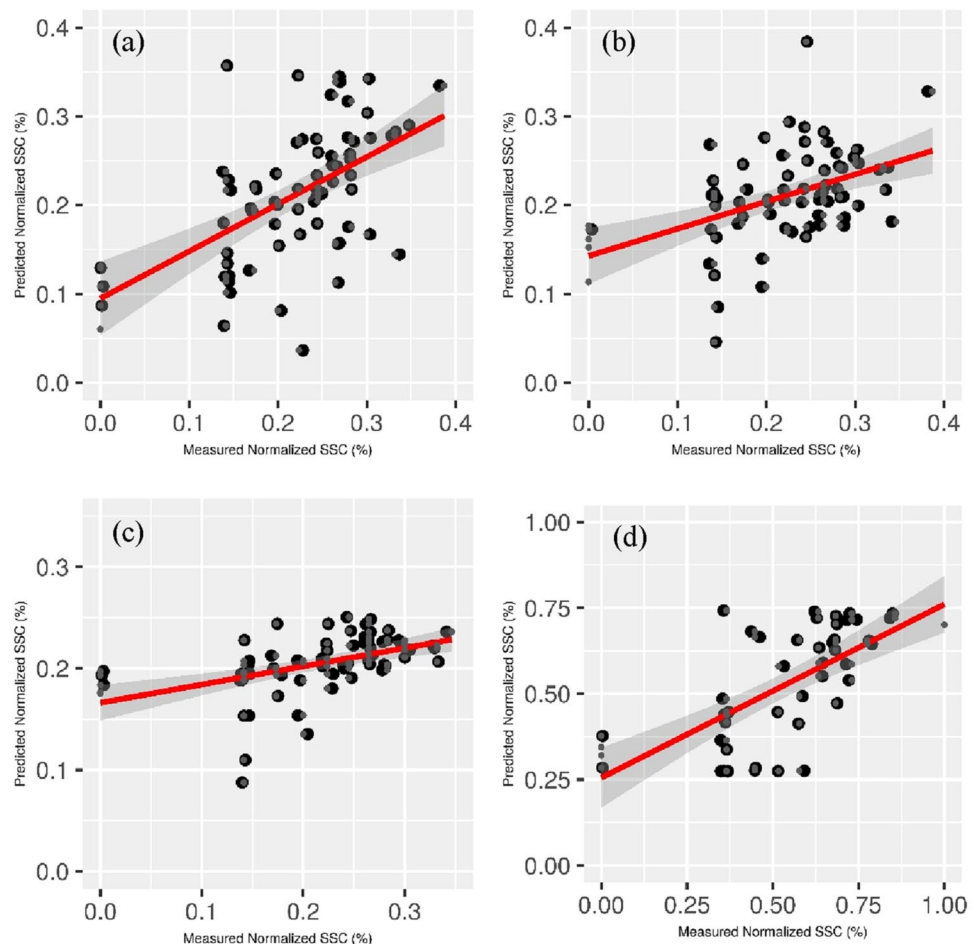 (a)
0.4
0.3
0.2
0.1
0.0
Predicted Normalized SSC (%)
0.0 0.1 0.2 0.3 0.4
Measured Normalized SSC (%)
(b)
0.4
0.3
0.2
0.1
0.0
Predicted Normalized SSC (%)
0.0 0.1 0.2 0.3 0.4
Measured Normalized SSC (%)
(c)
0.3
0.2
0.1
0.0
Predicted Normalized SSC (%)
0.0 0.1 0.2 0.3
Measured Normalized SSC (%)
(d)
1.00
0.75
0.50
0.25
0.00
Predicted Normalized SSC (%)
0.00 0.25 0.50 0.75 1.00
Measured Normalized SSC (%)